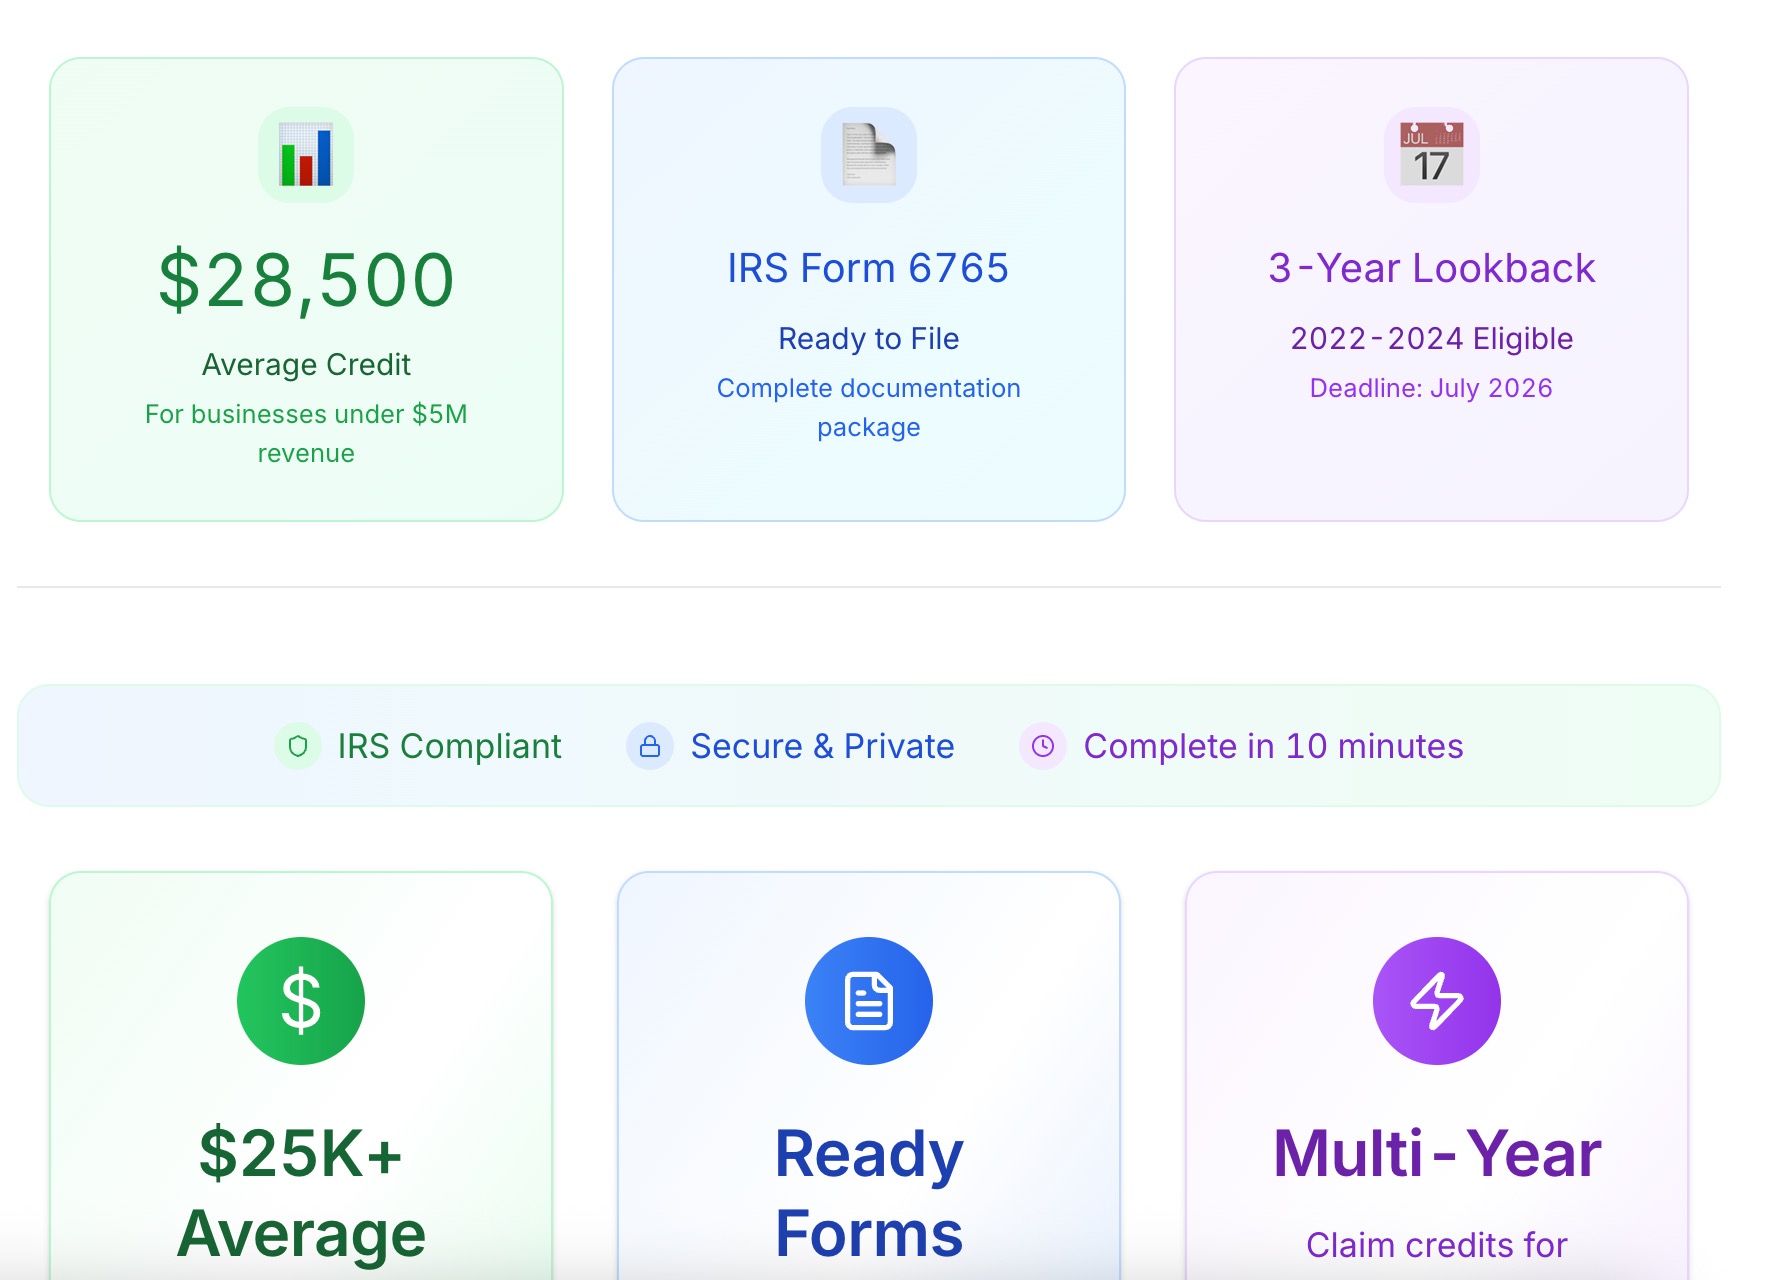 JUL
17
$28,500
Average Credit
For businesses under $5M
revenue
IRS Form 6765
Ready to File
Complete documentation
package
3-Year Lookback
2022-2024 Eligible
Deadline: July 2026
IRS Compliant
Secure & Private
Complete in 10 minutes
$
$25K+
Average
Ready
Forms
Multi-Year
Claim credits for